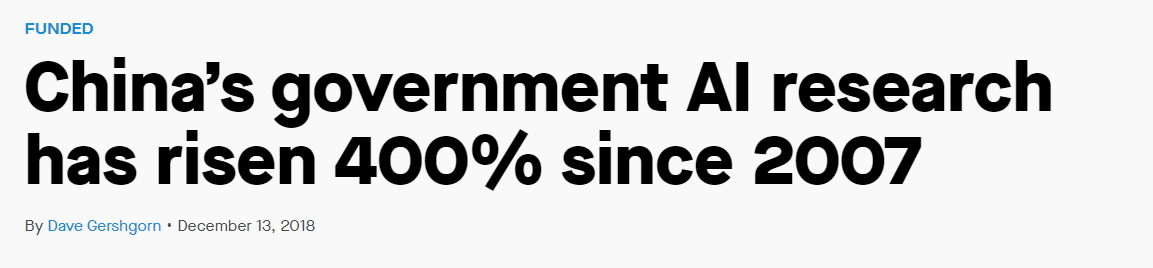 FUNDED
China’s government AI research
has risen 400% since 2007
By Dave Gershgorn • December 13, 2018